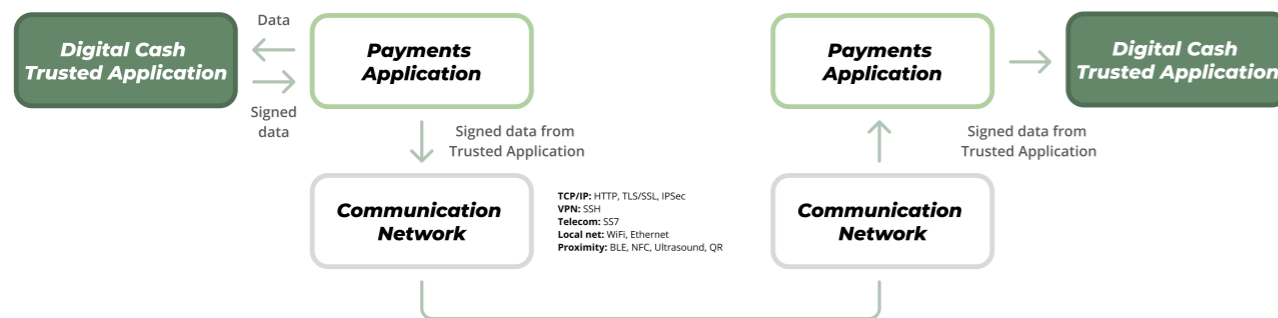 Data
Digital Cash
Trusted Application
Signed
data
Payments
Application
Signed data from
Trusted Application
Communication
Network
TCP/IP: HTTP, TLS/SSL, IPSec
VPN: SSH
Telecom: SS7
Local net: WiFi, Ethernet
Proximity: BLE, NFC, Ultrasound, QR
Payments
Application
Digital Cash
Trusted Application
Signed data from
Trusted Application
Communication
Network